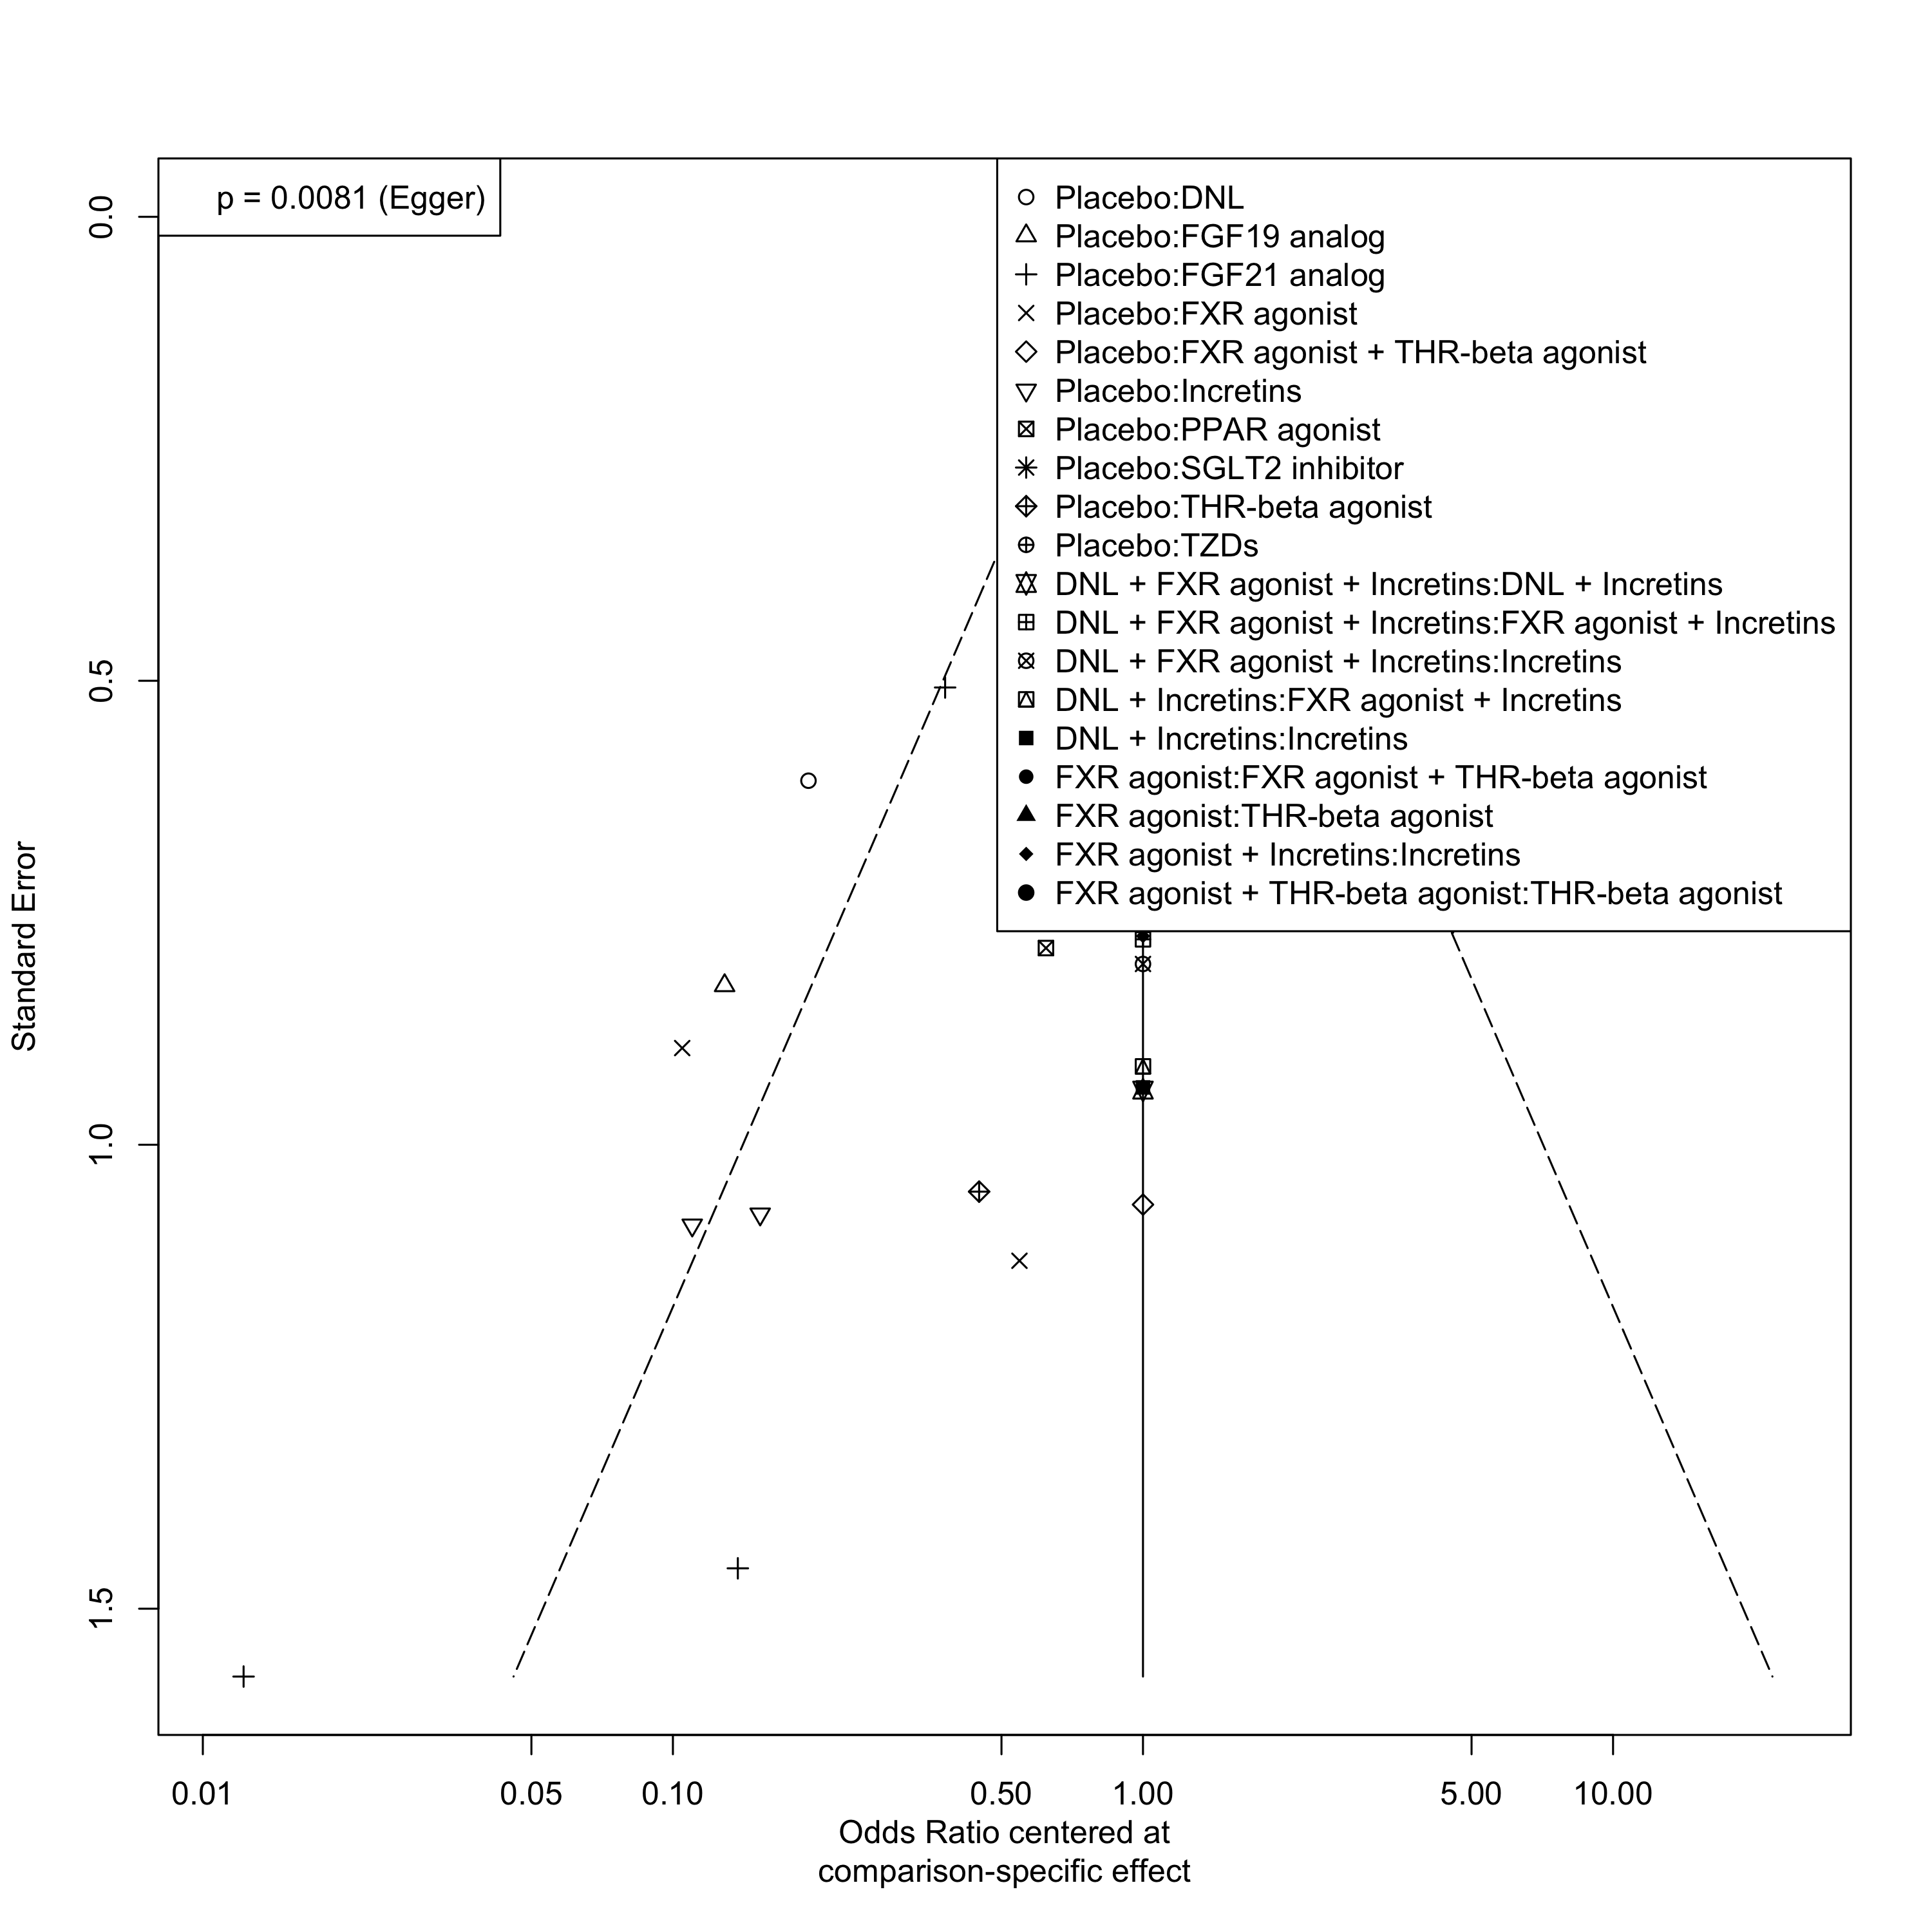 p = 0.0081 (Egger)
Placebo:DNL
Placebo:FGF19 analog
Placebo:FGF21 analog
Placebo:FXR agonist
Placebo:FXR agonist + THR-beta agonist
Placebo:Incretins
Placebo:PPAR agonist
Placebo:SGLT2 inhibitor
Placebo:THR-beta agonist
Placebo:TZDs
DNL + FXR agonist + Incretins:DNL + Incretins
DNL + FXR agonist + Incretins:FXR agonist + Incretins
DNL + FXR agonist + Incretins:Incretins
DNL + Incretins:FXR agonist + Incretins
DNL + Incretins:Incretins
FXR agonist:FXR agonist + THR-beta agonist
FXR agonist:THR-beta agonist
FXR agonist + Incretins:Incretins
FXR agonist + THR-beta agonist:THR-beta agonist
Standard Error
0.0
0.5
1.0
1.5
0.01 0.05 0.10 0.50 1.00 5.00 10.00
Odds Ratio centered at
comparison-specific effect